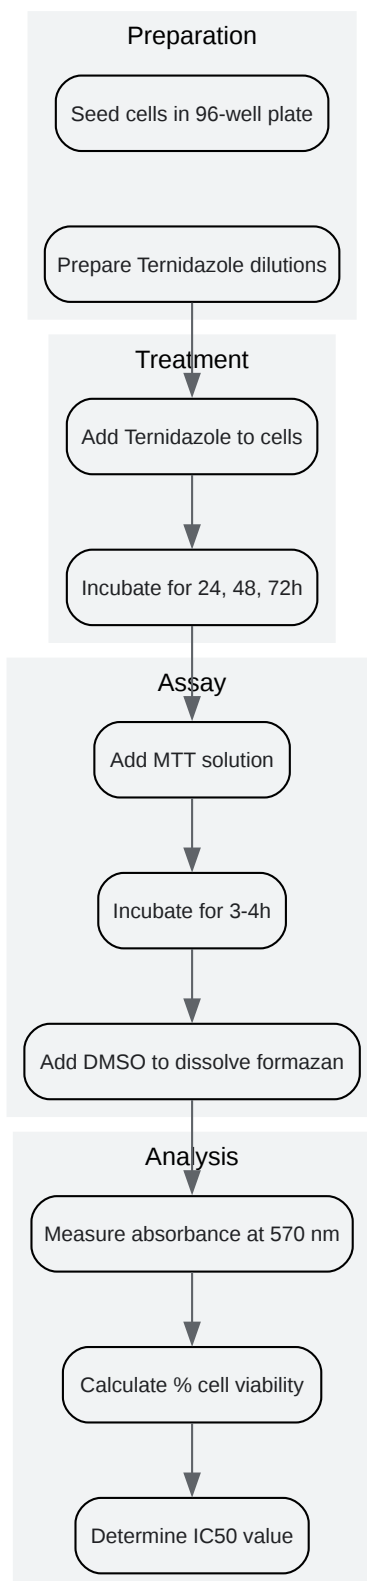 Preparation
Seed cells in 96-well plate
Prepare Ternidazole dilutions
Treatment
Add Ternidazole to cells
Incubate for 24, 48, 72h
Assay
Add MTT solution
Incubate for 3-4h
Add DMSO to dissolve formazan
Analysis
Measure absorbance at 570 nm
Calculate % cell viability
Determine IC50 value